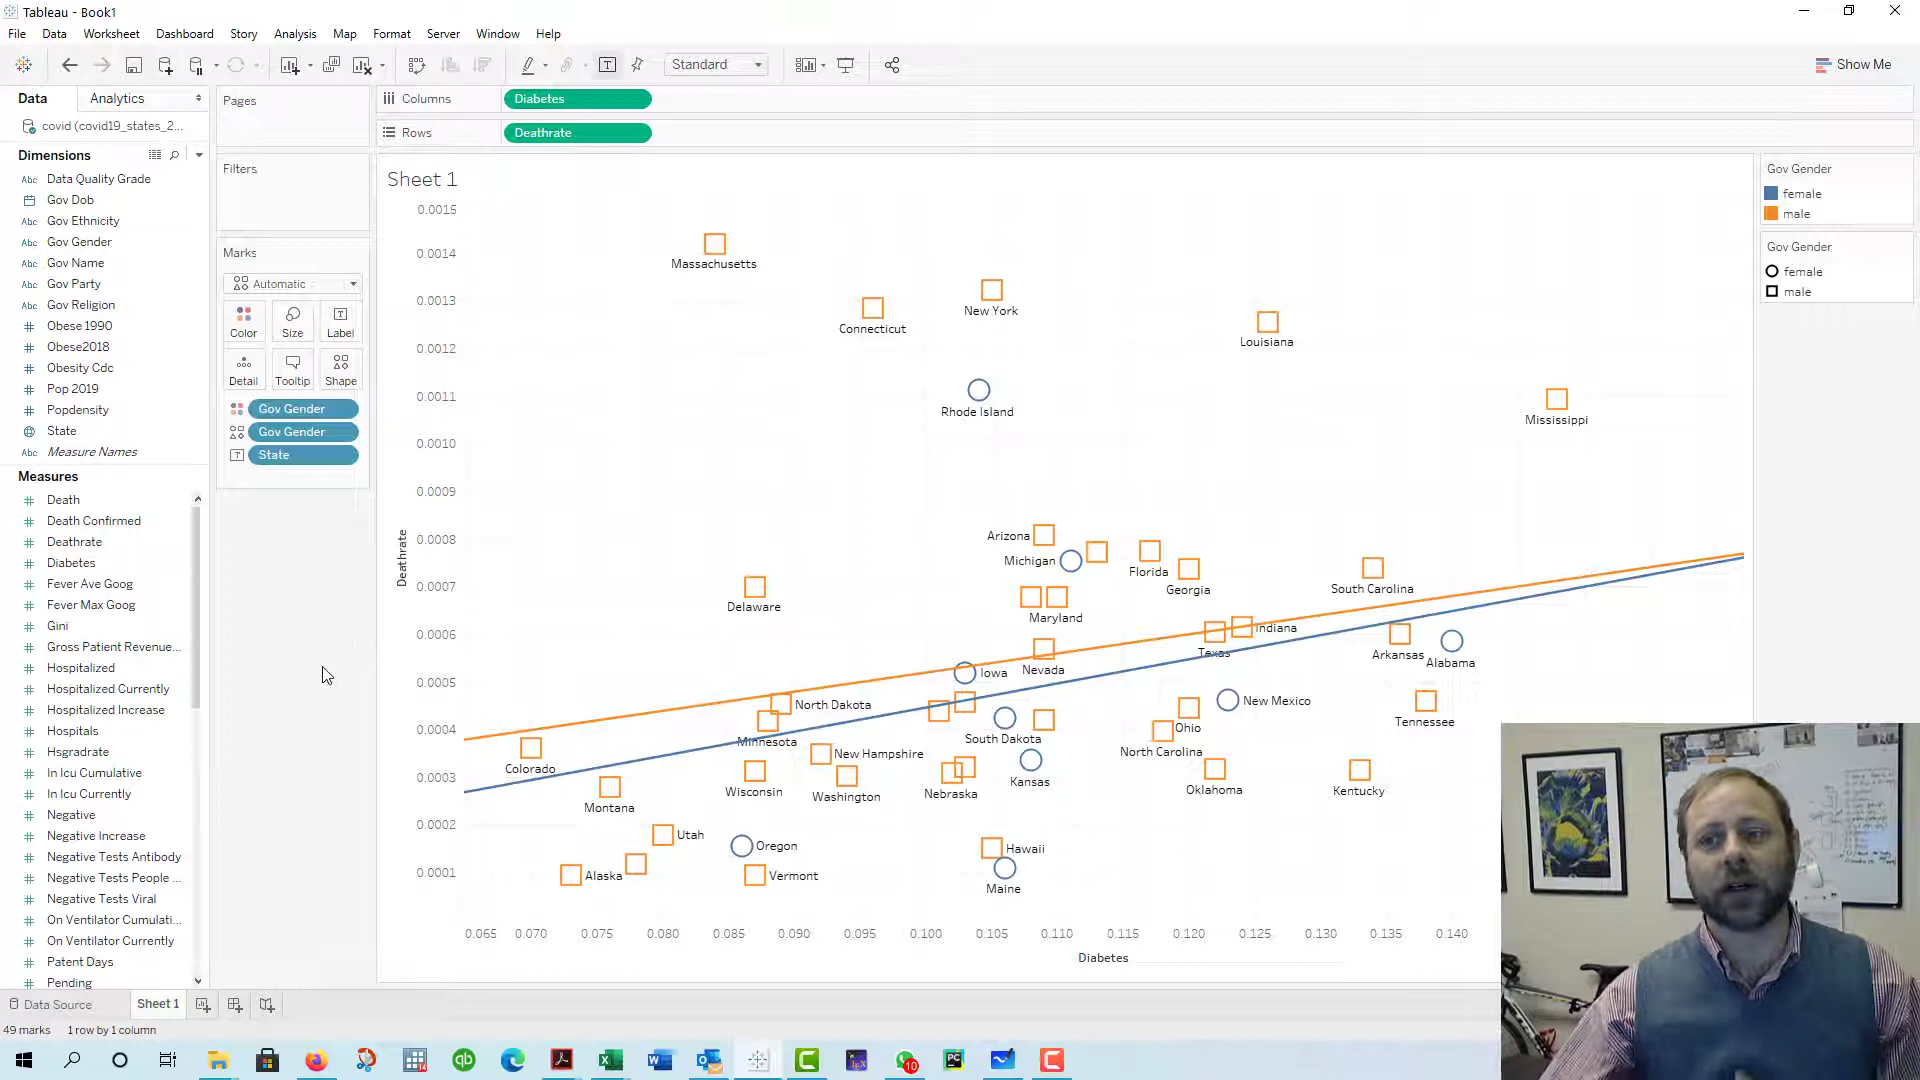 Tableau - Book1
File Data Worksheet Dashboard Story Analysis Map Format Server Window Help
Standard
Show Me
Data Analytics
covid (covid19_states_2...
Dimensions
Abc Data Quality Grade
Gov Dob
Abc Gov Ethnicity
Abc Gov Gender
Abc Gov Name
Abc Gov Party
Abc Gov Religion
# Obese 1990
# Obese2018
# Obesity Cdc
# Pop 2019
# Popdensity
State
Abc Measure Names
Measures
# Death
# Death Confirmed
# Deathrate
# Diabetes
# Fever Ave Goog
# Fever Max Goog
# Gini
# Gross Patient Revenue...
# Hospitalized
# Hospitalized Currently
# Hospitalized Increase
# Hospitals
# Hsgradrate
# In Icu Cumulative
# In Icu Currently
# Negative
# Negative Increase
# Negative Tests Antibody
# Negative Tests People ...
# Negative Tests Viral
# On Ventilator Cumulati...
# On Ventilator Currently
# Patent Days
# Pending
Pages
Filters
Marks
Automatic
Color Size Label
Detail Tooltip Shape
Gov Gender
Gov Gender
State
Columns Diabetes
Rows Deathrate
Sheet 1
0.0015
0.0014
0.0013
0.0012
0.0011
0.0010
0.0009
0.0008
0.0007
0.0006
0.0005
0.0004
0.0003
0.0002
0.0001
Deathrate
Massachusetts
New York
Connecticut
Louisiana
Rhode Island
Mississippi
Arizona
Michigan
Florida
Georgia
South Carolina
Delaware
Maryland
Indiana
Texas
Arkansas
Alabama
Nevada
Iowa
New Mexico
North Dakota
Tennessee
Ohio
South Dakota
Minnesota
North Carolina
New Hampshire
Colorado
Kansas
Wisconsin
Washington
Nebraska
Oklahoma
Kentucky
Montana
Utah
Oregon
Hawaii
Alaska
Vermont
Maine
0.065 0.070 0.075 0.080 0.085 0.090 0.095 0.100 0.105 0.110 0.115 0.120 0.125 0.130 0.135 0.140
Diabetes
Gov Gender
female
male
Gov Gender
female
male
Data Source Sheet 1
49 marks 1 row by 1 column
14
qb
10
PC